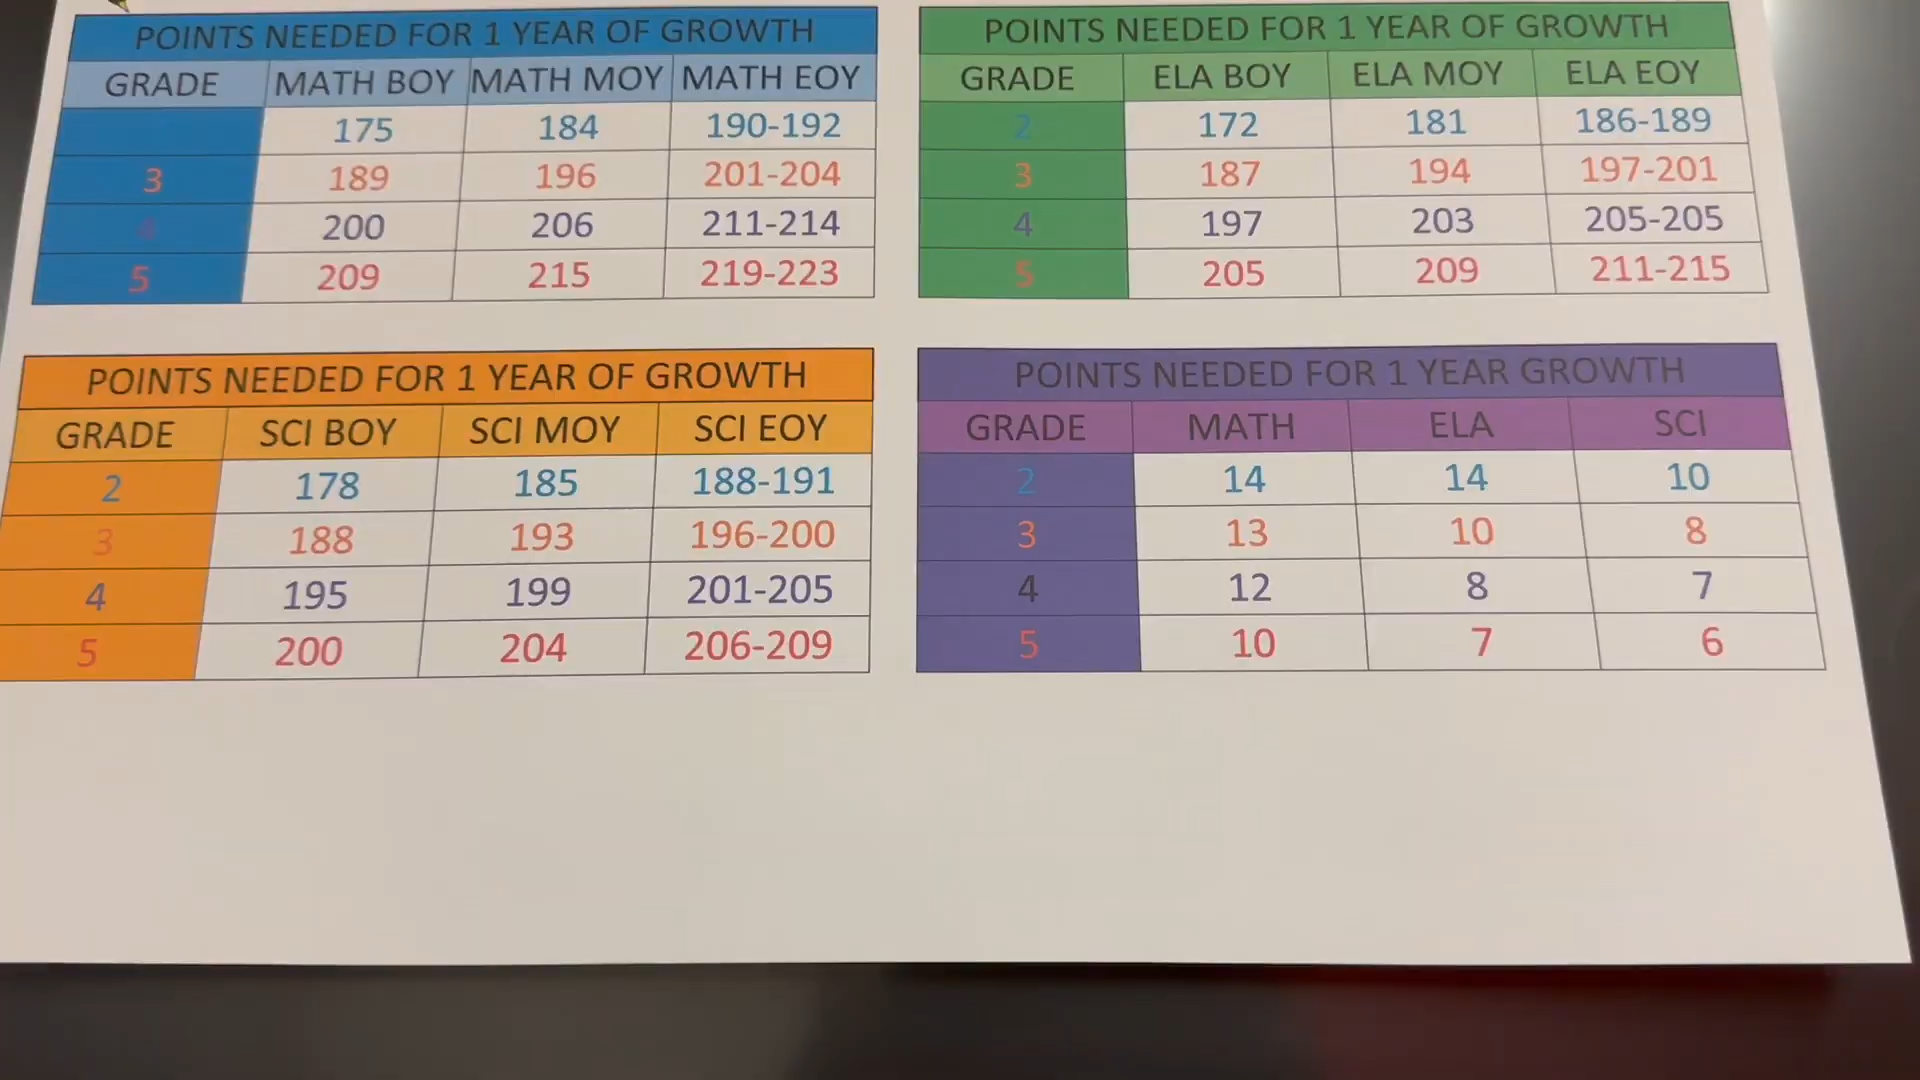 POINTS NEEDED FOR 1 YEAR OF GROWTH
GRADE MATH BOY MATH MOY MATH EOY
175 184 190-192
3 189 196 201-204
4 200 206 211-214
5 209 215 219-223
POINTS NEEDED FOR 1 YEAR OF GROWTH
GRADE ELA BOY ELA MOY ELA EOY
2 172 181 186-189
3 187 194 197-201
4 197 203 205-205
5 205 209 211-215
POINTS NEEDED FOR 1 YEAR OF GROWTH
GRADE SCI BOY SCI MOY SCI EOY
2 178 185 188-191
3 188 193 196-200
4 195 199 201-205
5 200 204 206-209
POINTS NEEDED FOR 1 YEAR GROWTH
GRADE MATH ELA SCI
2 14 14 10
3 13 10 8
4 12 8 7
5 10 7 6